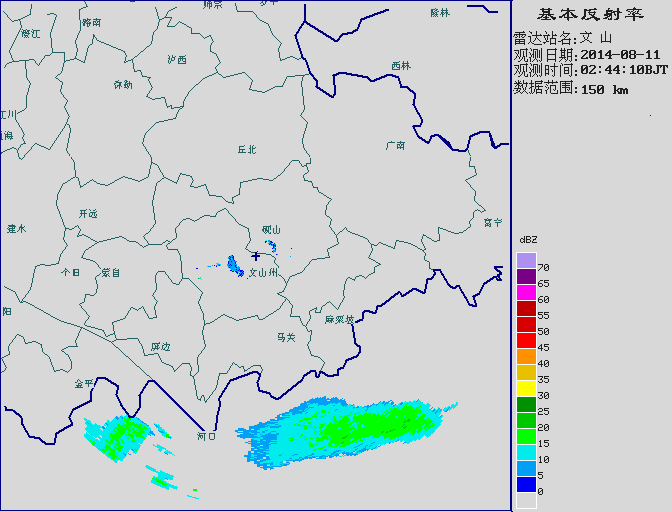 基本反射率
雷达站名:文 山
观测日期:2014-08-11
观测时间:02:44:10BJT
数据范围:150 km
师宗
路南
隆林
泸西
西林
弥勒
丘北
广南
开远
建水
砚山
富宁
个旧
蒙自
文山州
阳
麻栗坡
马关
屏边
金平
河口
dBZ
70
65
60
55
50
45
40
35
30
25
20
15
10
5
0